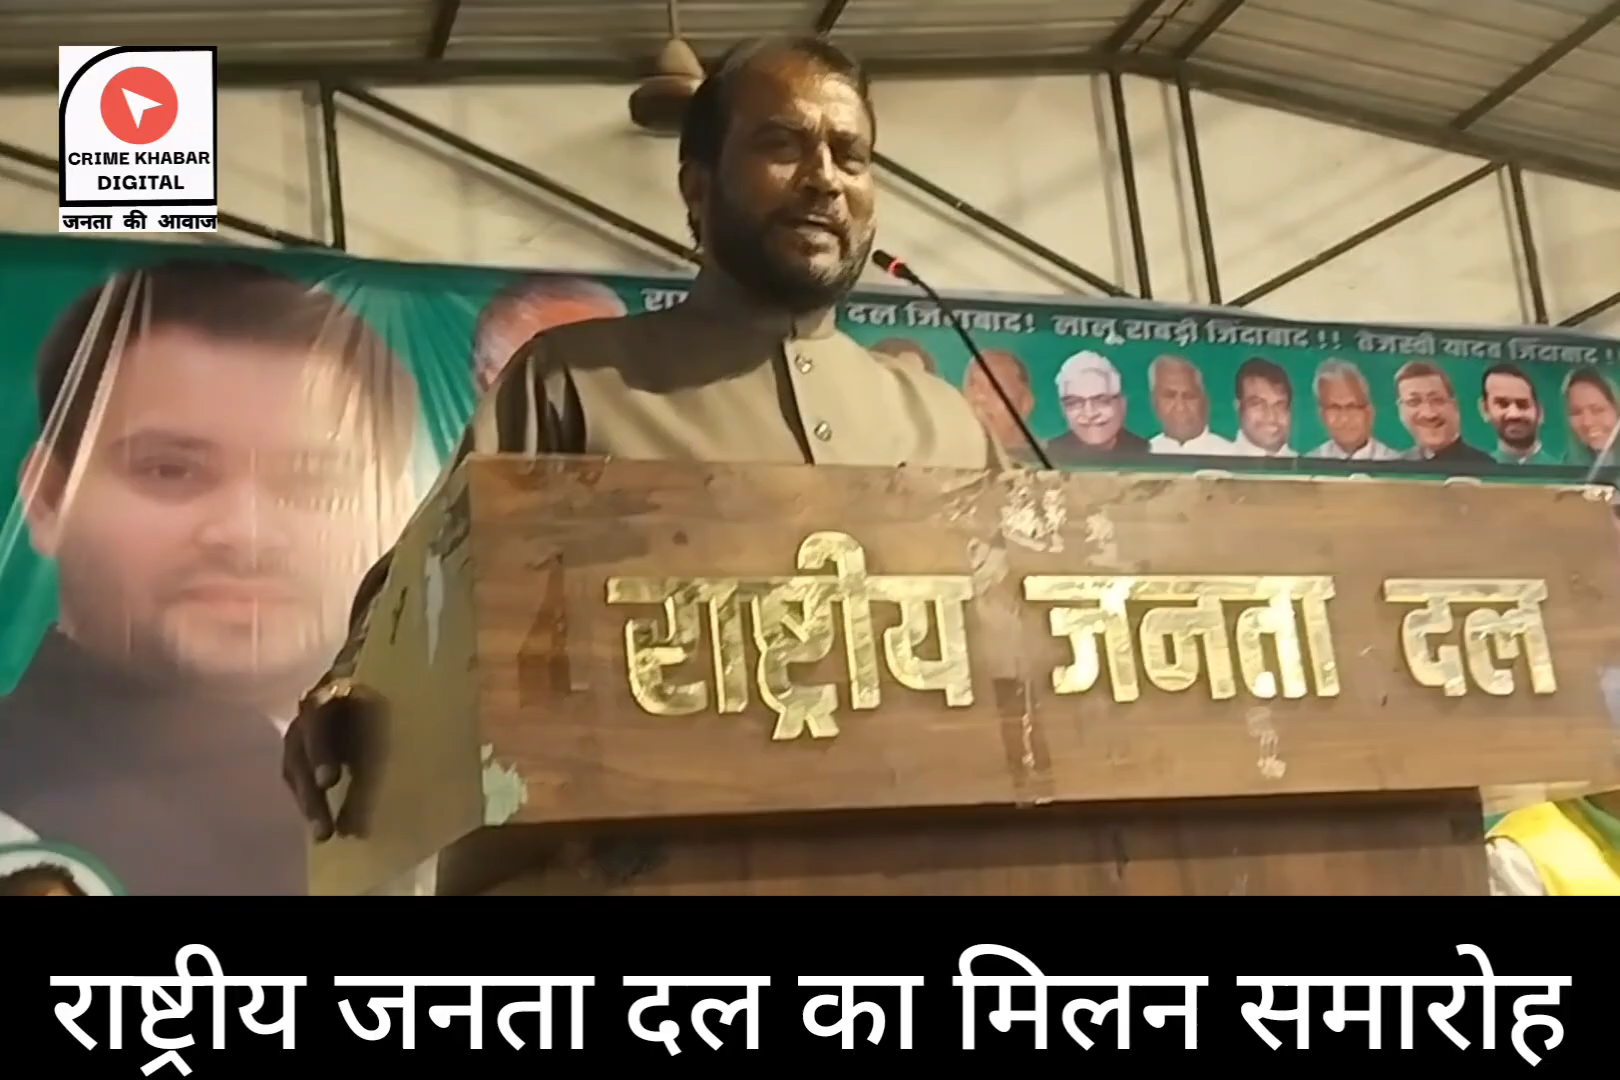 CRIME KHABAR
DIGITAL
जनता की आवाज
दल जिंदाबाद! लालू राबड़ी जिंदाबाद !! तेजस्वी यादव जिंदाबाद !
राष्ट्रीय जनता दल
राष्ट्रीय जनता दल का मिलन समारोह